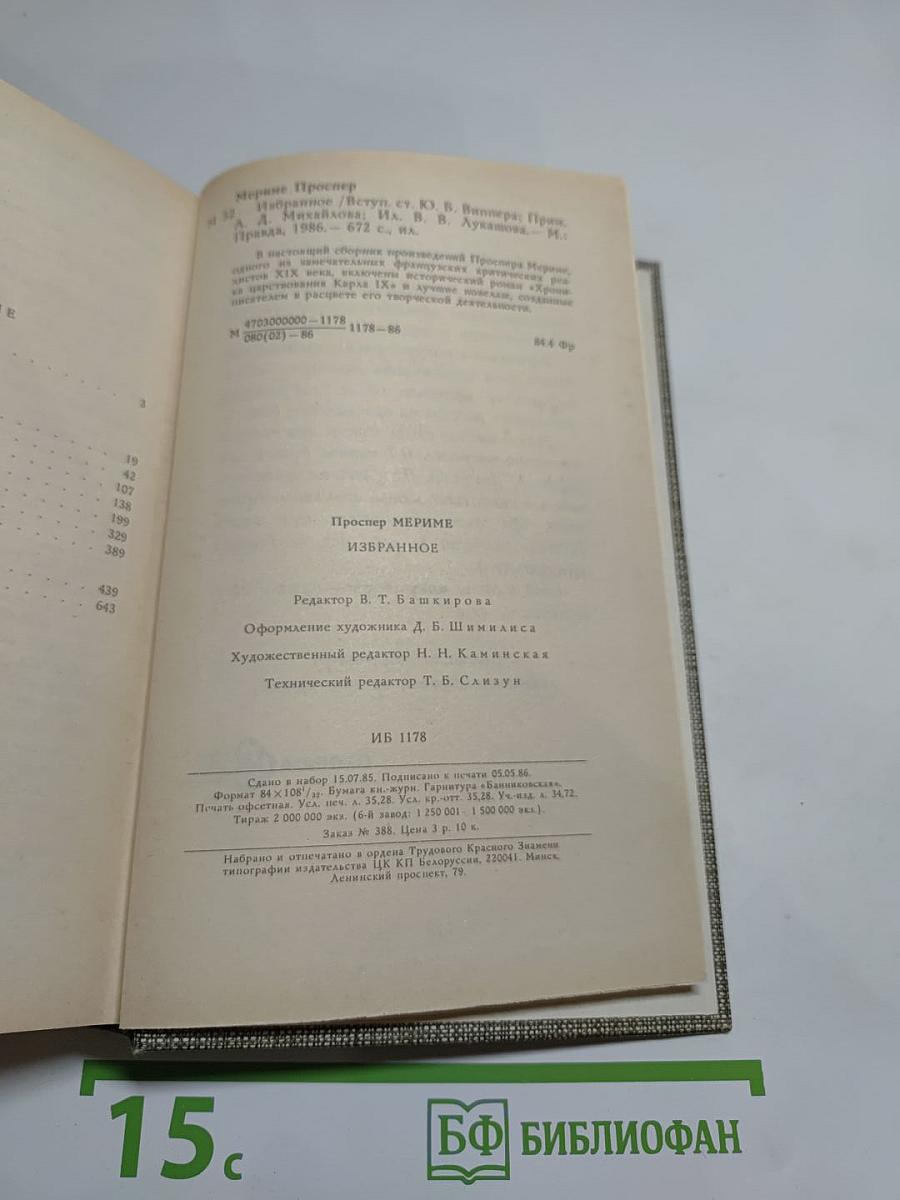 ИЕ
3
19
42
107
138
199
329
389
439
643
Мериме Проспер
М 52 Избранное /Вступ. ст. Ю. Б. Виппера; Прим.
А. Д. Михайлова; Ил. В. В. Лукашова.— М.:
Правда, 1986.— 672 с., ил.
В настоящий сборник произведений Проспера Мериме,
одного из замечательных французских критических реа-
листов XIX века, включены исторический роман «Хрони-
ка царствования Карла IX» и лучшие новеллы, созданные
писателем в расцвете его творческой деятельности.
М 4703000000—1178
080(02)—86 1178—86
84.4 Фр
Проспер МЕРИМЕ
ИЗБРАННОЕ
Редактор В. Т. Башкирова
Оформление художника Д. Б. Шимилиса
Художественный редактор Н. Н. Каминская
Технический редактор Т. Б. Слизун
ИБ 1178
Сдано в набор 15.07.85. Подписано к печати 05.05.86.
Формат 84×108¹/₃₂. Бумага кн.-журн. Гарнитура «Банниковская».
Печать офсетная. Усл. печ. л. 35,28. Усл. кр.-отт. 35,28. Уч.-изд. л. 34,72.
Тираж 2 000 000 экз. (6-й завод: 1 250 001—1 500 000 экз.).
Заказ № 388. Цена 3 р. 10 к.
Набрано и отпечатано в ордена Трудового Красного Знамени
типографии издательства ЦК КП Белоруссии, 220041. Минск,
Ленинский проспект, 79.
15 с
БФ БИБЛИОФАН